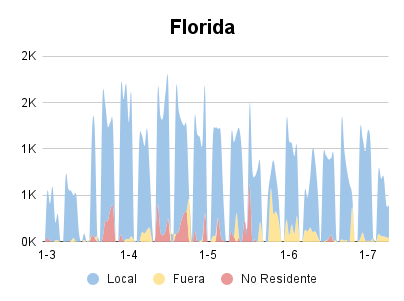 Florida
2K
2K
1K
1K
0K
1-3 1-4 1-5 1-6 1-7
Local Fuera No Residente